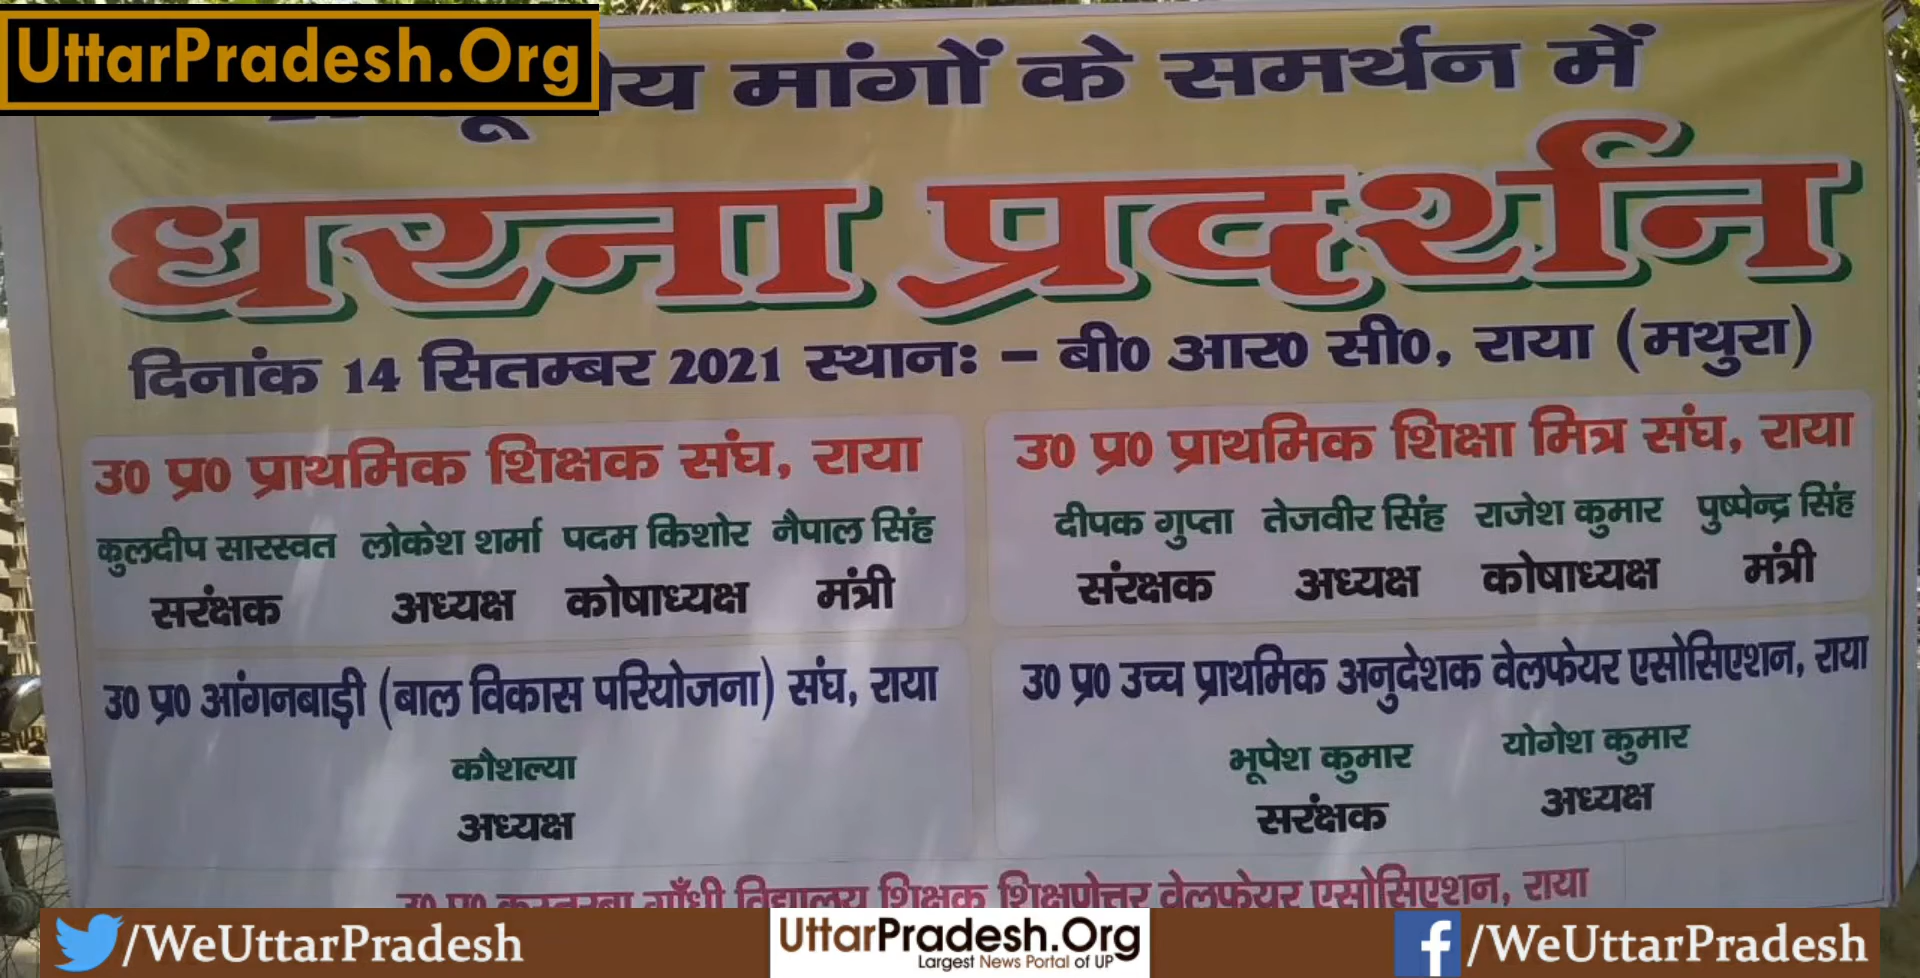 UttarPradesh.Org
मांगों के समर्थन में
धरना प्रदर्शन
दिनांक 14 सितम्बर 2021 स्थानः - बी0 आर0 सी0, राया (मथुरा)
उ0 प्र0 प्राथमिक शिक्षक संघ, राया
कुलदीप सारस्वत लोकेश शर्मा पदम किशोर नैपाल सिंह
सरंक्षक अध्यक्ष कोषाध्यक्ष मंत्री
उ0 प्र0 प्राथमिक शिक्षा मित्र संघ, राया
दीपक गुप्ता तेजवीर सिंह राजेश कुमार पुष्पेन्द्र सिंह
संरक्षक अध्यक्ष कोषाध्यक्ष मंत्री
उ0 प्र0 आंगनबाड़ी (बाल विकास परियोजना) संघ, राया
कौशल्या
अध्यक्ष
उ0 प्र0 उच्च प्राथमिक अनुदेशक वेलफेयर एसोसिएशन, राया
भूपेश कुमार योगेश कुमार
सरंक्षक अध्यक्ष
उ0 प्र0 कस्तूरबा गाँधी विद्यालय शिक्षक शिक्षणेत्तर वेलफेयर एसोसिएशन, राया
/WeUttarPradesh
UttarPradesh.Org
Largest News Portal of UP
/WeUttarPradesh